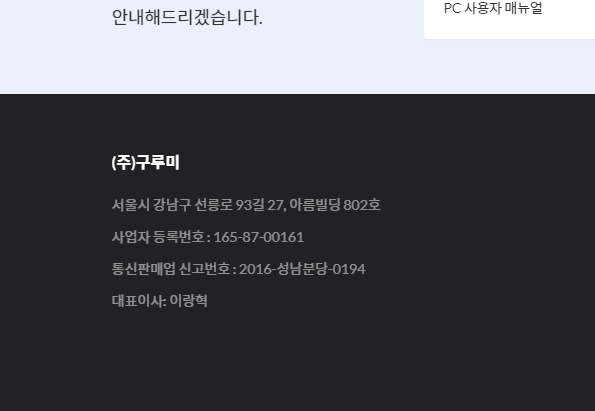 안내해드리겠습니다.
PC 사용자 매뉴얼
(주)구루미
서울시 강남구 선릉로 93길 27, 아름빌딩 802호
사업자 등록번호 : 165-87-00161
통신판매업 신고번호 : 2016-성남분당-0194
대표이사: 이랑혁